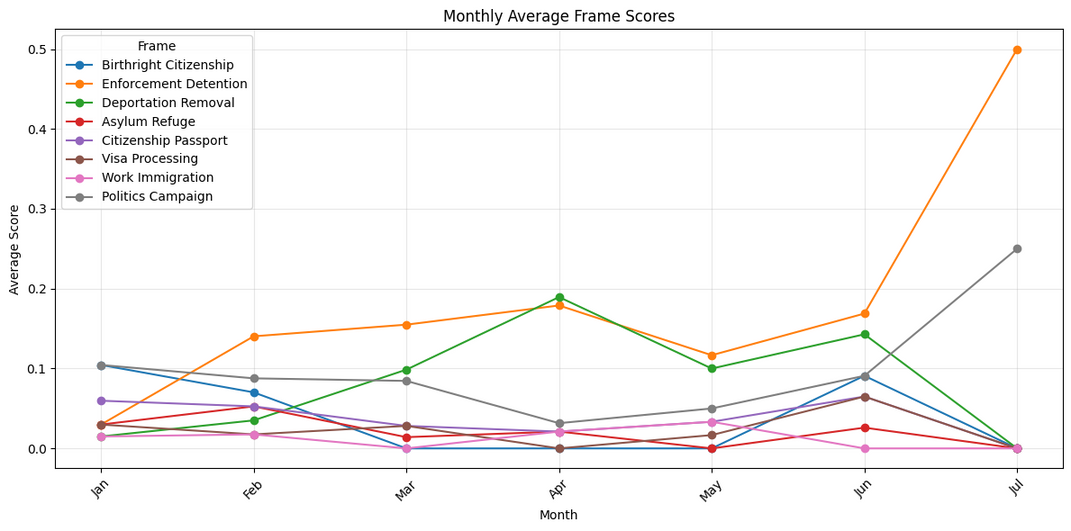 Monthly Average Frame Scores
Frame
Birthright Citizenship
Enforcement Detention
Deportation Removal
Asylum Refuge
Citizenship Passport
Visa Processing
Work Immigration
Politics Campaign
Average Score
0.5
0.4
0.3
0.2
0.1
0.0
Jan Feb Mar Apr May Jun Jul
Month